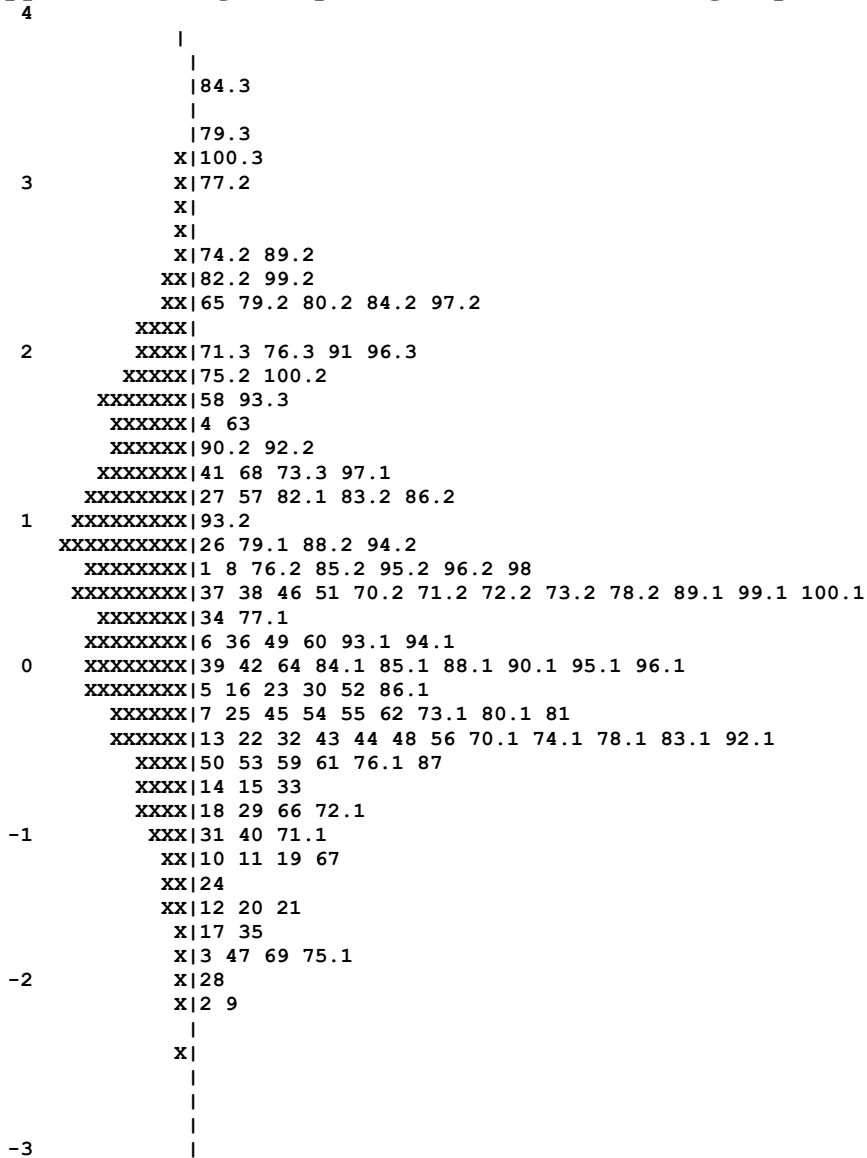 4
|
|
|84.3
|
|79.3
X|100.3
3 X|77.2
X|
X|
X|74.2 89.2
XX|82.2 99.2
XX|65 79.2 80.2 84.2 97.2
XXXX|
2 XXXX|71.3 76.3 91 96.3
XXXXX|75.2 100.2
XXXXXXX|58 93.3
XXXXXX|4 63
XXXXXX|90.2 92.2
XXXXXXX|41 68 73.3 97.1
XXXXXXXX|27 57 82.1 83.2 86.2
1 XXXXXXXXX|93.2
XXXXXXXXXX|26 79.1 88.2 94.2
XXXXXXXX|1 8 76.2 85.2 95.2 96.2 98
XXXXXXXXX|37 38 46 51 70.2 71.2 72.2 73.2 78.2 89.1 99.1 100.1
XXXXXXX|34 77.1
XXXXXXXX|6 36 49 60 93.1 94.1
0 XXXXXXXX|39 42 64 84.1 85.1 88.1 90.1 95.1 96.1
XXXXXXXX|5 16 23 30 52 86.1
XXXXXX|7 25 45 54 55 62 73.1 80.1 81
XXXXXX|13 22 32 43 44 48 56 70.1 74.1 78.1 83.1 92.1
XXXX|50 53 59 61 76.1 87
XXXX|14 15 33
XXXX|18 29 66 72.1
-1 XXX|31 40 71.1
XX|10 11 19 67
XX|24
XX|12 20 21
X|17 35
X|3 47 69 75.1
-2 X|28
X|2 9
|
X|
|
|
|
-3 |